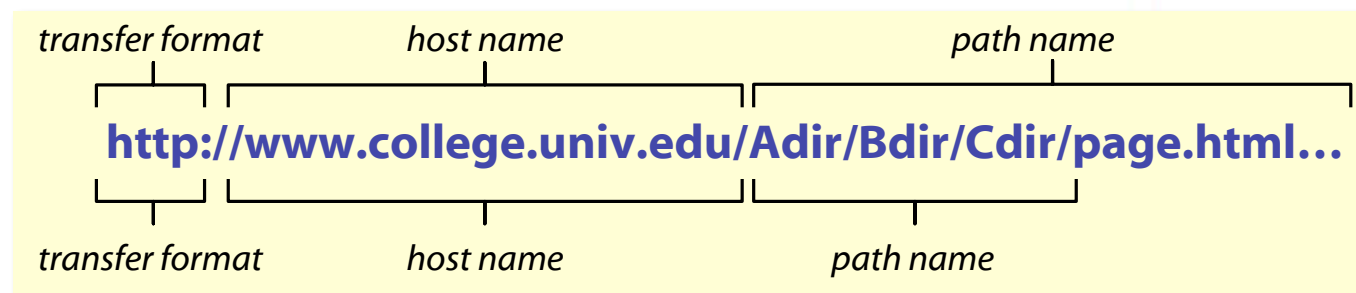 transfer format host name path name
http://www.college.univ.edu/Adir/Bdir/Cdir/page.html…
transfer format host name path name